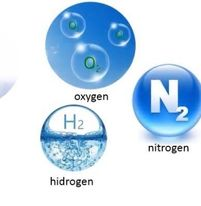 O₂
oxygen
H₂
N₂
nitrogen
hidrogen